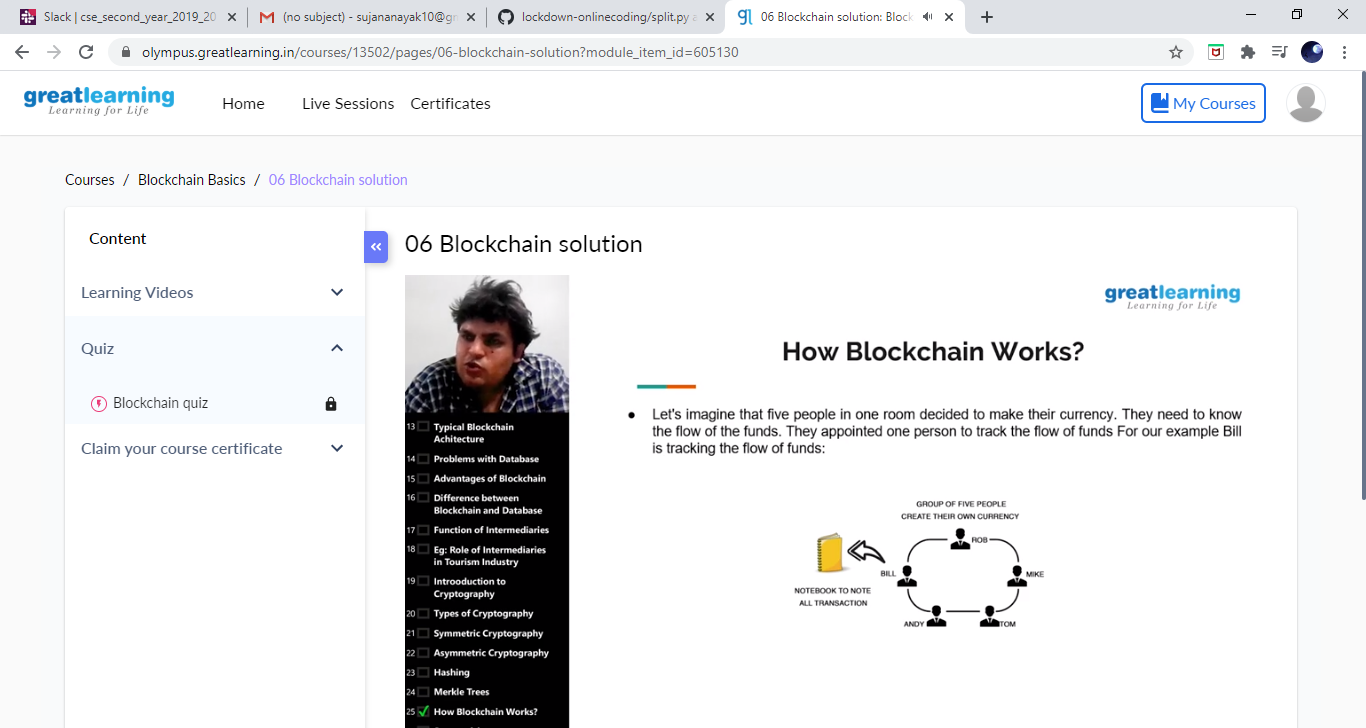 Slack | cse_second_year_2019_20
(no subject) - sujananayak10@gm
lockdown-onlinecoding/split.py a
gl
06 Blockchain solution: Block
olympus.greatlearning.in/courses/13502/pages/06-blockchain-solution?module_item_id=605130
greatlearning
Learning for Life
Home
Live Sessions
Certificates
My Courses
Courses / Blockchain Basics / 06 Blockchain solution
Content
Learning Videos
Quiz
Blockchain quiz
Claim your course certificate
06 Blockchain solution
13 Typical Blockchain
Achitecture
14 Problems with Database
15 Advantages of Blockchain
16 Difference between
Blockchain and Database
17 Function of Intermediaries
18 Eg: Role of Intermediaries
in Tourism Industry
19 Introoduction to
Cryptography
20 Types of Cryptography
21 Symmetric Cryptography
22 Asymmetric Cryptography
23 Hashing
24 Merkle Trees
25 How Blockchain Works?
greatlearning
Learning for Life
How Blockchain Works?
● Let's imagine that five people in one room decided to make their currency. They need to know
the flow of the funds. They appointed one person to track the flow of funds For our example Bill
is tracking the flow of funds:
GROUP OF FIVE PEOPLE
CREATE THEIR OWN CURRENCY
ROB
BILL
MIKE
NOTEBOOK TO NOTE
ALL TRANSACTION
ANDY
TOM